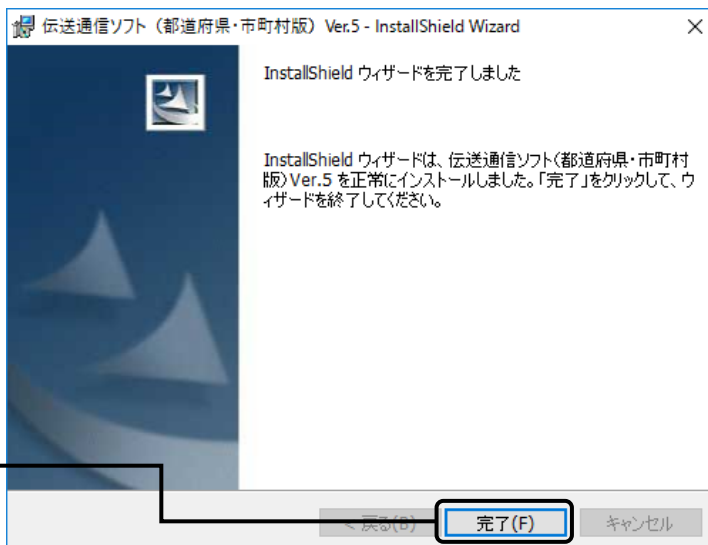 伝送通信ソフト（都道府県・市町村版）Ver.5 - InstallShield Wizard
InstallShield ウィザードを完了しました
InstallShield ウィザードは、伝送通信ソフト（都道府県・市町村
版）Ver.5 を正常にインストールしました。「完了」をクリックして、ウ
ィザードを終了してください。
< 戻る(B) 完了(F) キャンセル